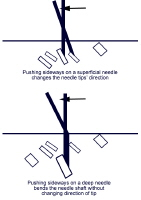 Pushing sideways on a superficial needle
changes the needle tips' direction
Pushing sideways on a deep needle
bends the needle shaft without
changing direction of tip